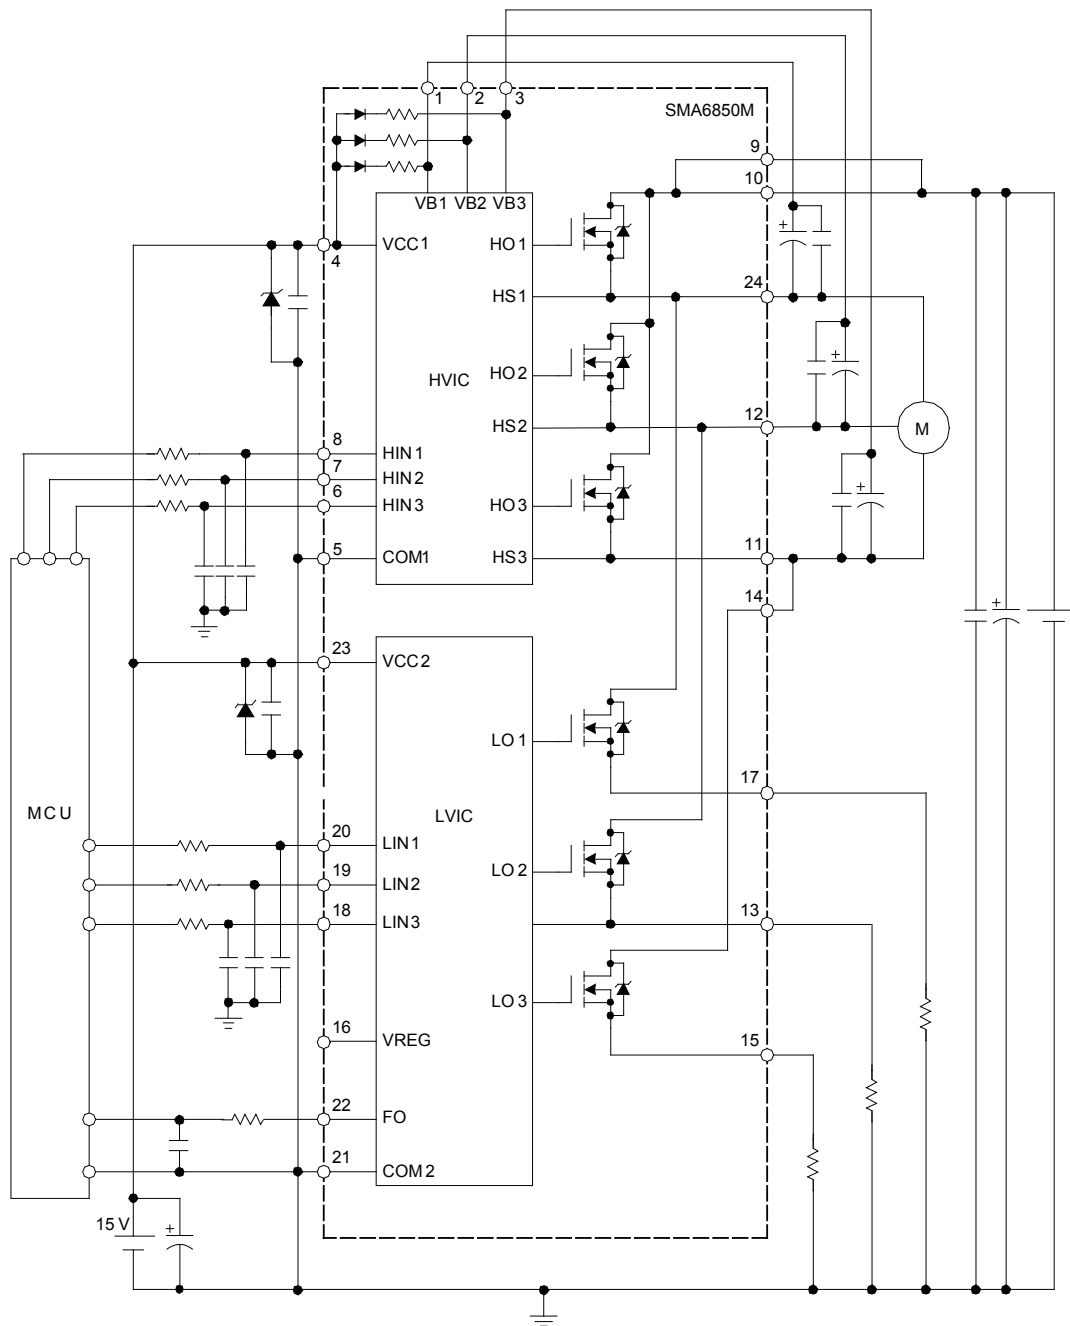 1 2 3
SMA6850M
9
10
VB1 VB2 VB3
4
VCC1
HO1
+
HS1
24
HO2
+
HVIC
HS2
12
M
8
HIN1
7
HIN2
6
HIN3
HO3
+
5
COM1
HS3
11
14
+
23
VCC2
LO1
17
MCU
LVIC
20
LIN1
19
LIN2
LO2
18
LIN3
13
LO3
16
VREG
15
22
FO
21
COM2
15 V
+